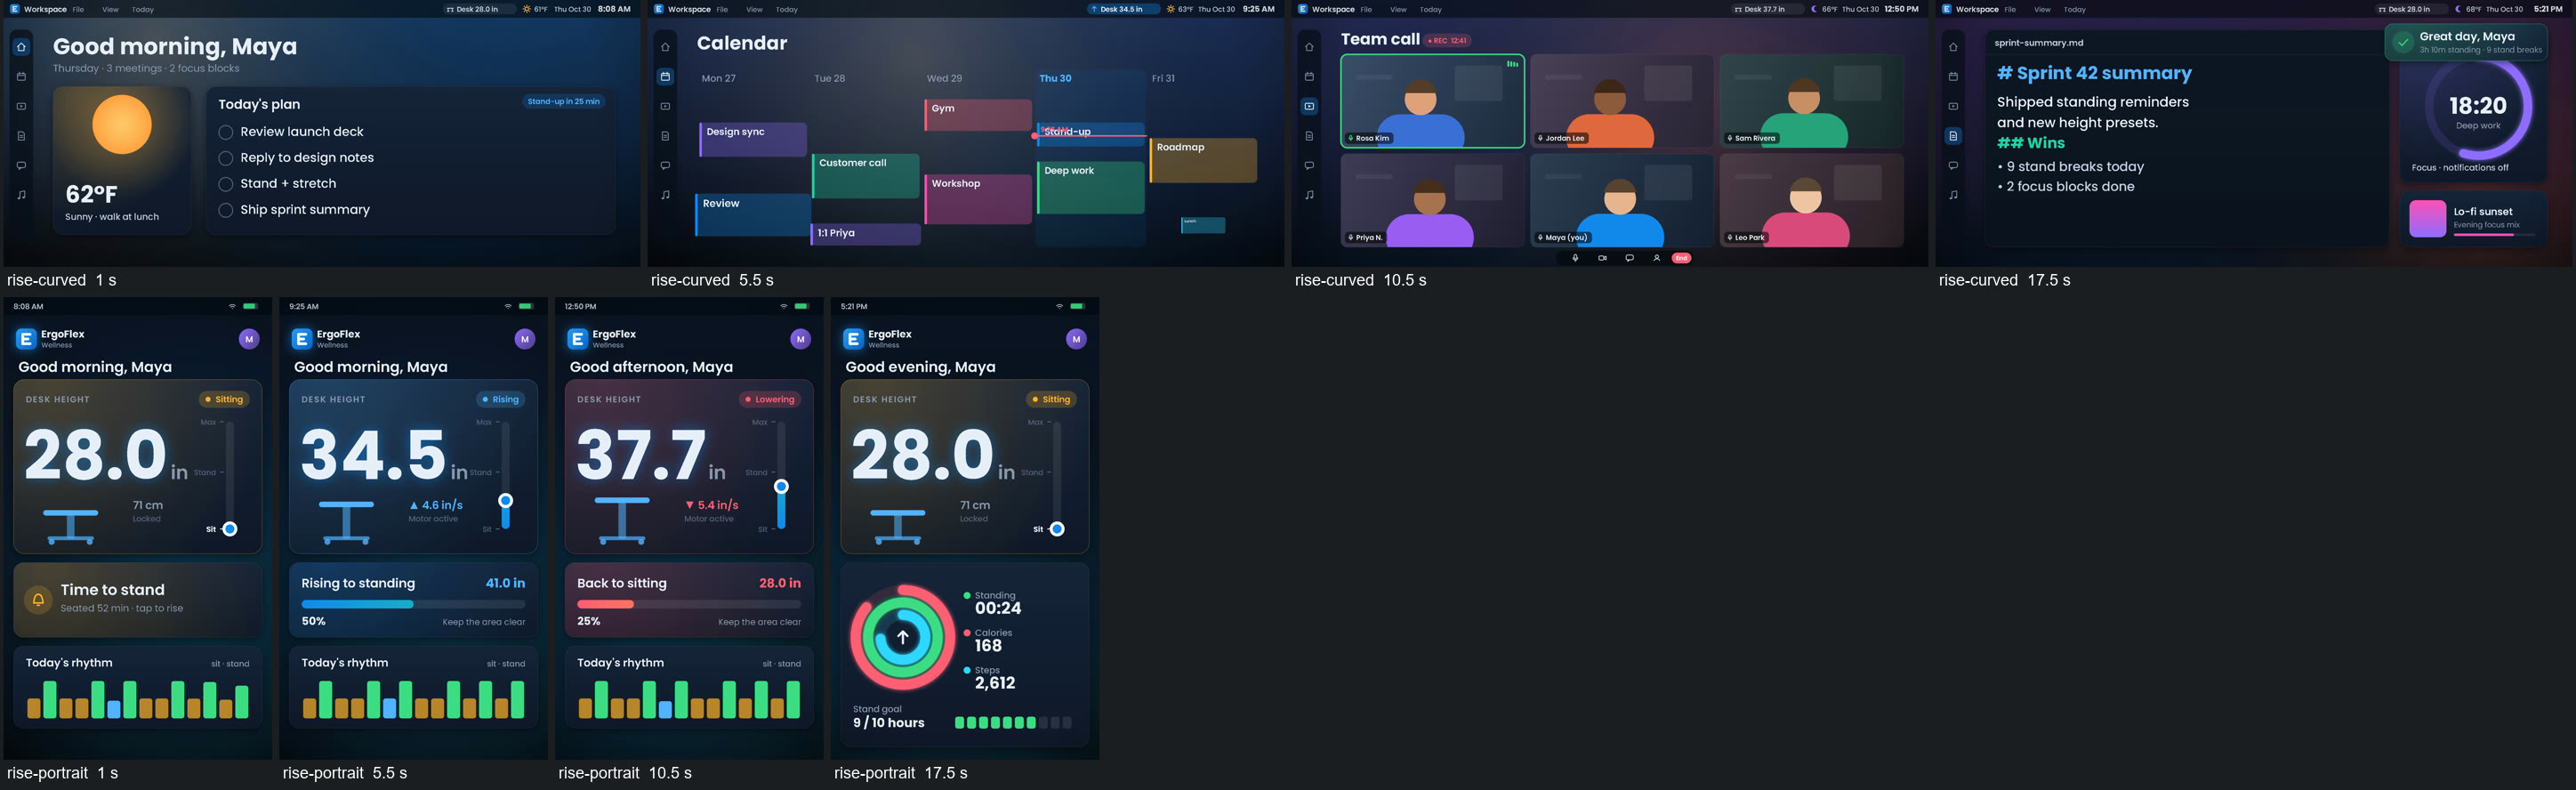 Workspace File View Today Desk 28.0 in 61°F Thu Oct 30 8:08 AM
Good morning, Maya
Thursday · 3 meetings · 2 focus blocks
62°F
Sunny · walk at lunch
Today's plan Stand-up in 25 min
Review launch deck
Reply to design notes
Stand + stretch
Ship sprint summary
rise-curved 1 s
Workspace File View Today ↑ Desk 34.5 in 63°F Thu Oct 30 9:25 AM
Calendar
Mon 27 Tue 28 Wed 29 Thu 30 Fri 31
Gym
Design sync Stand-up
Roadmap
Customer call
Deep work
Workshop
Review
1:1 Priya
rise-curved 5.5 s
Workspace File View Today Desk 37.7 in 66°F Thu Oct 30 12:50 PM
Team call • REC 12:41
Rosa Kim Jordan Lee Sam Rivera
Priya N. Maya (you) Leo Park
End
rise-curved 10.5 s
Workspace File View Today Desk 28.0 in 68°F Thu Oct 30 5:21 PM
Great day, Maya
3h 10m standing · 9 stand breaks
sprint-summary.md
# Sprint 42 summary
Shipped standing reminders
and new height presets.
## Wins
• 9 stand breaks today
• 2 focus blocks done
18:20
Deep work
Focus · notifications off
Lo-fi sunset
Evening focus mix
rise-curved 17.5 s
8:08 AM
E ErgoFlex
Wellness
M
Good morning, Maya
DESK HEIGHT Sitting
Max
28.0 in
Stand
71 cm
Locked
Sit
Time to stand
Seated 52 min · tap to rise
Today's rhythm sit · stand
rise-portrait 1 s
9:25 AM
E ErgoFlex
Wellness
M
Good morning, Maya
DESK HEIGHT Rising
Max
34.5 in
Stand
▲ 4.6 in/s
Motor active
Sit
Rising to standing 41.0 in
50% Keep the area clear
Today's rhythm sit · stand
rise-portrait 5.5 s
12:50 PM
E ErgoFlex
Wellness
M
Good afternoon, Maya
DESK HEIGHT Lowering
Max
37.7 in
Stand
▼ 5.4 in/s
Motor active
Sit
Back to sitting 28.0 in
25% Keep the area clear
Today's rhythm sit · stand
rise-portrait 10.5 s
5:21 PM
E ErgoFlex
Wellness
M
Good evening, Maya
DESK HEIGHT Sitting
Max
28.0 in
Stand
71 cm
Locked
Sit
Standing
00:24
Calories
168
Steps
2,612
Stand goal
9 / 10 hours
rise-portrait 17.5 s